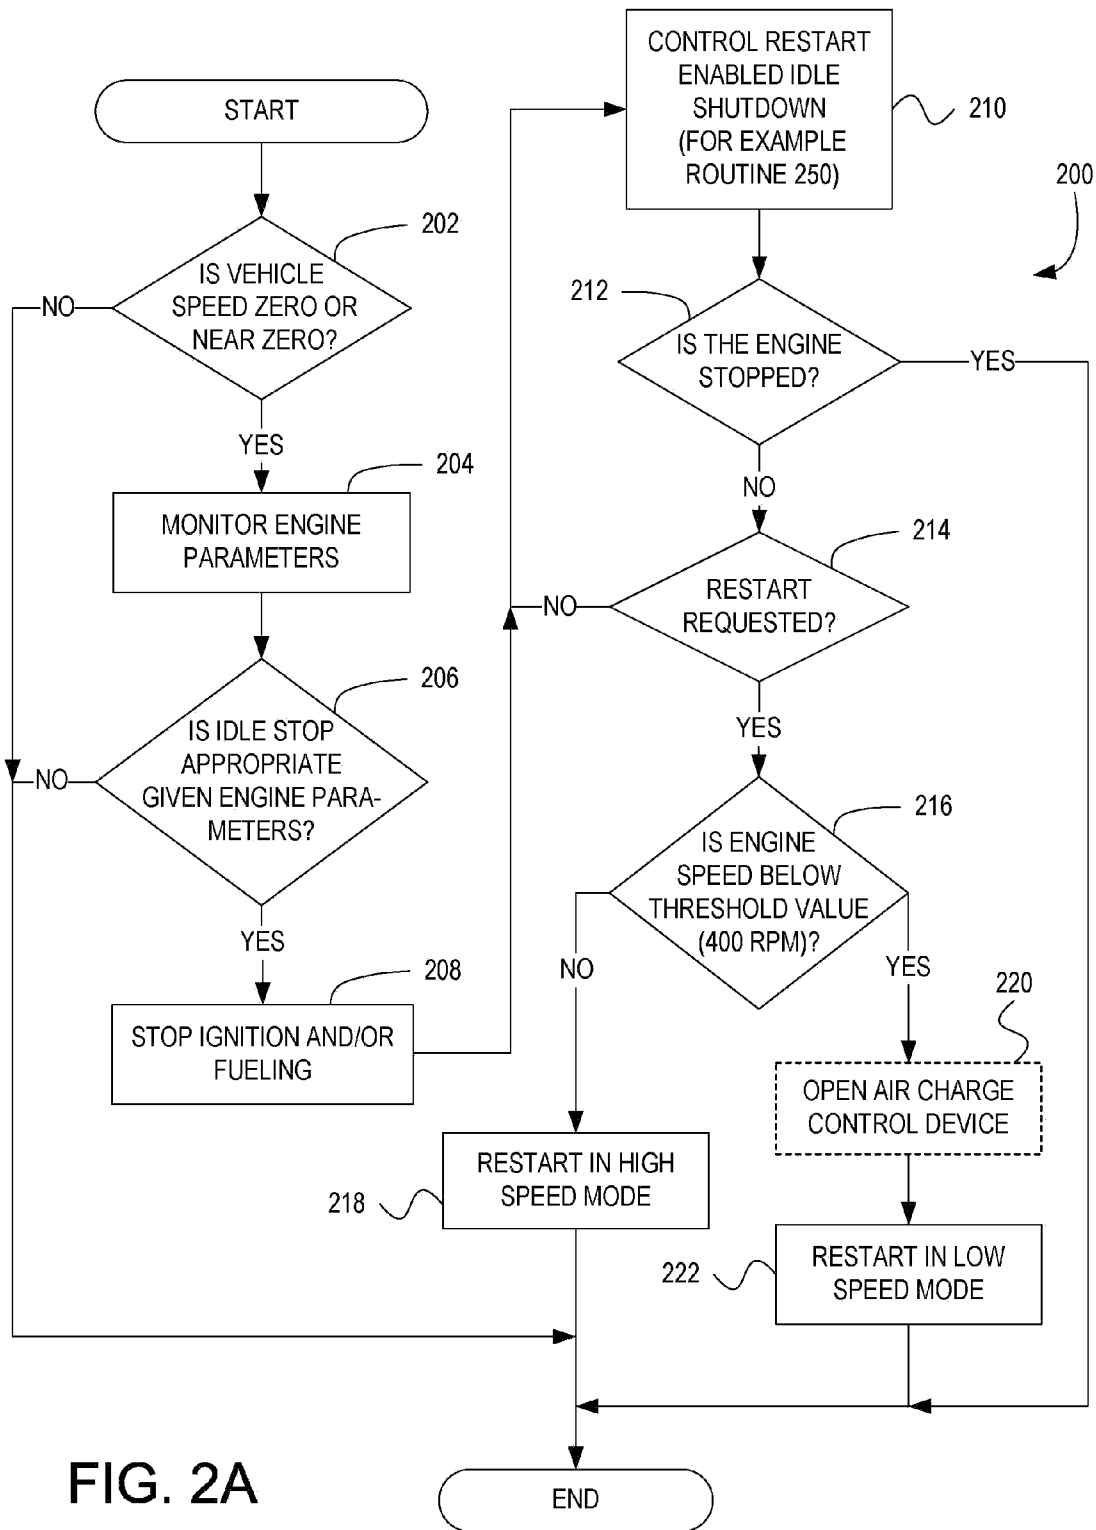 START
202
IS VEHICLE
SPEED ZERO OR
NEAR ZERO?
NO
YES
204
MONITOR ENGINE
PARAMETERS
206
IS IDLE STOP
APPROPRIATE
GIVEN ENGINE PARA-
METERS?
NO
YES
208
STOP IGNITION AND/OR
FUELING
CONTROL RESTART
ENABLED IDLE
SHUTDOWN
(FOR EXAMPLE
ROUTINE 250)
210
200
212
IS THE ENGINE
STOPPED?
YES
NO
214
RESTART
REQUESTED?
NO
YES
216
IS ENGINE
SPEED BELOW
THRESHOLD VALUE
(400 RPM)?
NO
YES
220
OPEN AIR CHARGE
CONTROL DEVICE
RESTART IN HIGH
SPEED MODE
218
RESTART IN LOW
SPEED MODE
222
END
FIG. 2A